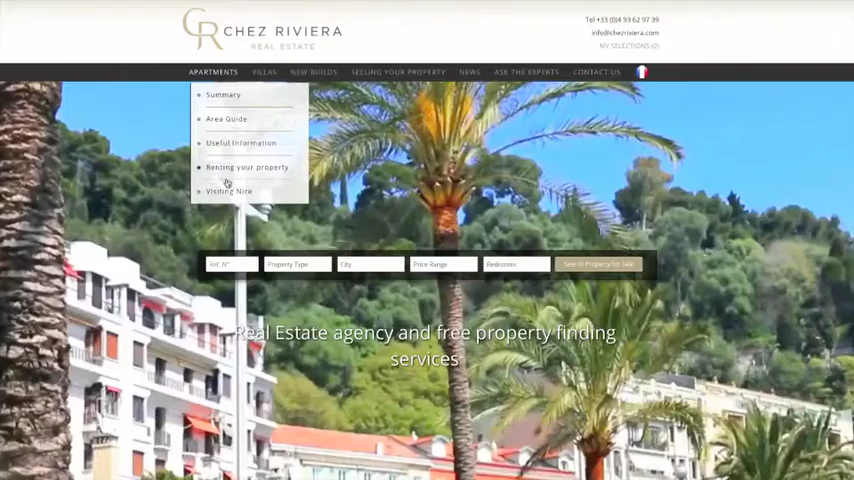 CR CHEZ RIVIERA
REAL ESTATE
Tel +33 (0)4 93 62 97 39
info@chezriviera.com
MY SELECTIONS (0)
APARTMENTS VILLAS NEW BUILDS SELLING YOUR PROPERTY NEWS ASK THE EXPERTS CONTACT US
Summary
Area Guide
Useful Information
Renting your property
Visiting Nice
Ref. N° Property Type City Price Range Bedrooms Search Property for Sale
Real Estate agency and free property finding
services